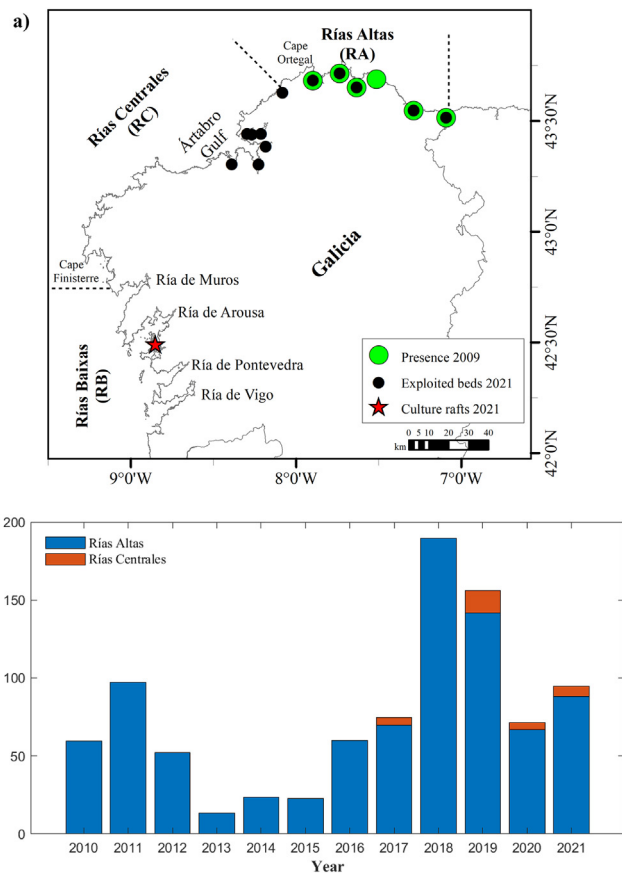 a)
Rías Altas
(RA)
Cape
Ortegal
Rías Centrales
(RC)
Ártabro
Gulf
43°30'N
43°0'N
Galicia
Cape
Finisterre
Ría de Muros
Ría de Arousa
42°30'N
Rías Baixas
(RB)
Ría de Pontevedra
Ría de Vigo
Presence 2009
Exploited beds 2021
Culture rafts 2021
0 5 10 20 30 40
km
42°0'N
9°0'W 8°0'W 7°0'W
200
Rías Altas
Rías Centrales
150
100
50
0
2010 2011 2012 2013 2014 2015 2016 2017 2018 2019 2020 2021
Year